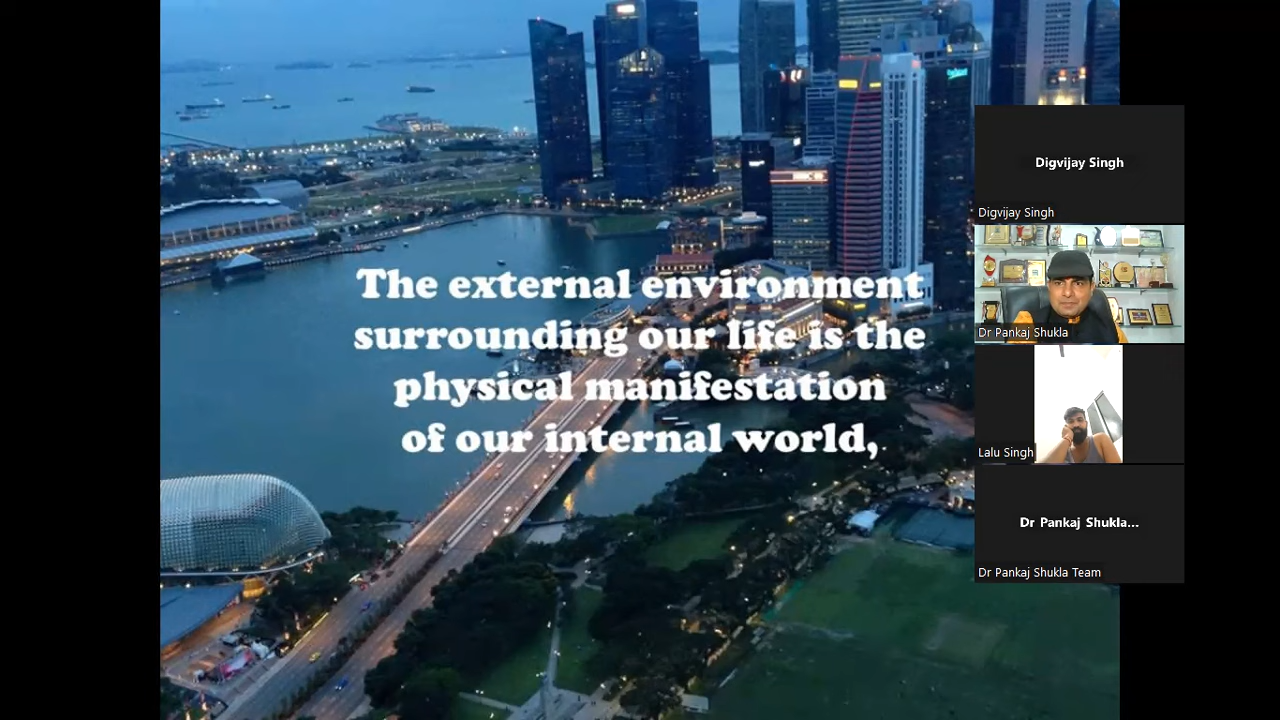 The external environment
surrounding our life is the
physical manifestation
of our internal world,
Digvijay Singh
Digvijay Singh
Dr Pankaj Shukla
Lalu Singh
Dr Pankaj Shukla...
Dr Pankaj Shukla Team